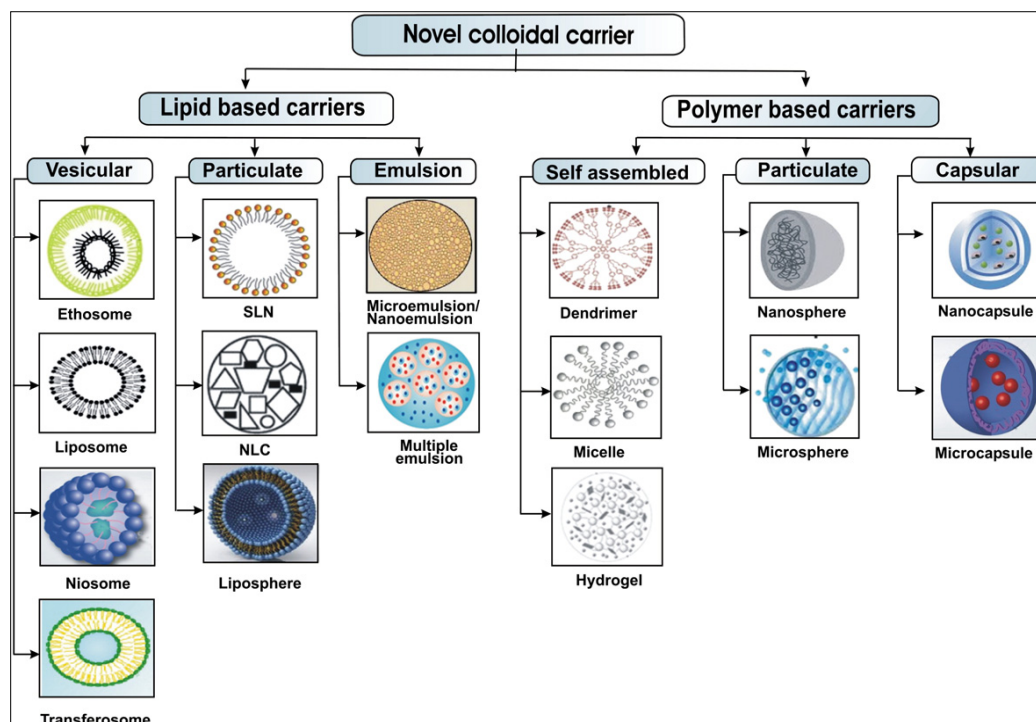 Novel colloidal carrier
Lipid based carriers
Polymer based carriers
Vesicular
Particulate
Emulsion
Self assembled
Particulate
Capsular
Ethosome
SLN
Microemulsion/
Nanoemulsion
Dendrimer
Nanosphere
Nanocapsule
Liposome
NLC
Multiple
emulsion
Micelle
Microsphere
Microcapsule
Niosome
Liposphere
Hydrogel
Transferosome